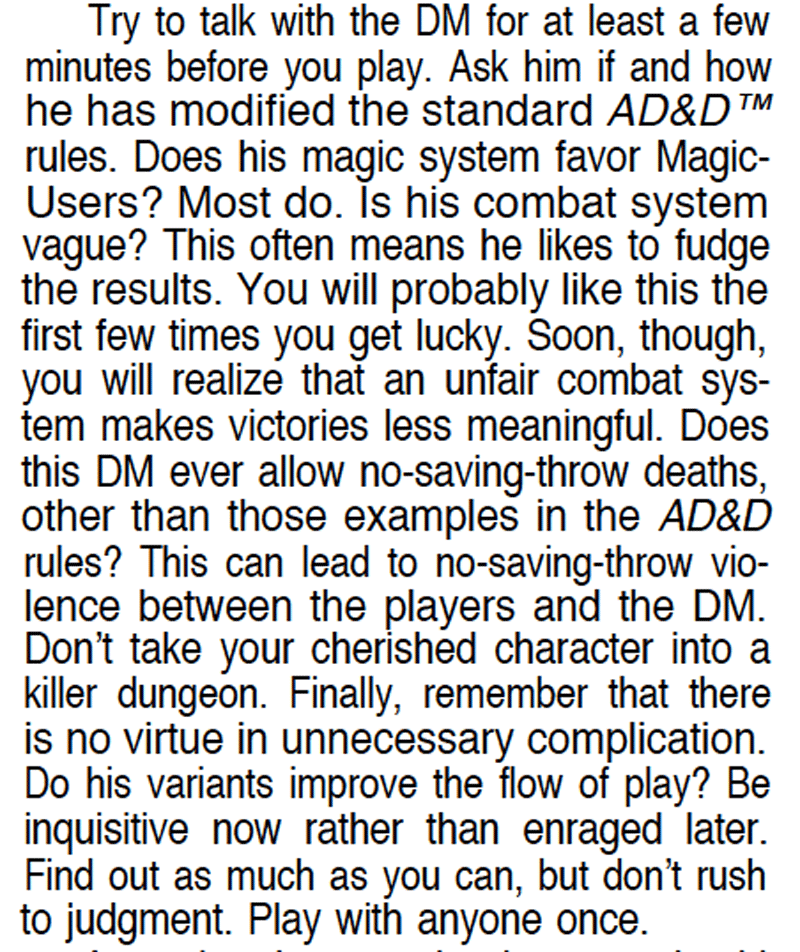 Try to talk with the DM for at least a few
minutes before you play. Ask him if and how
he has modified the standard AD&D™
rules. Does his magic system favor Magic-
Users? Most do. Is his combat system
vague? This often means he likes to fudge
the results. You will probably like this the
first few times you get lucky. Soon, though,
you will realize that an unfair combat sys-
tem makes victories less meaningful. Does
this DM ever allow no-saving-throw deaths,
other than those examples in the AD&D
rules? This can lead to no-saving-throw vio-
lence between the players and the DM.
Don't take your cherished character into a
killer dungeon. Finally, remember that there
is no virtue in unnecessary complication.
Do his variants improve the flow of play? Be
inquisitive now rather than enraged later.
Find out as much as you can, but don't rush
to judgment. Play with anyone once.